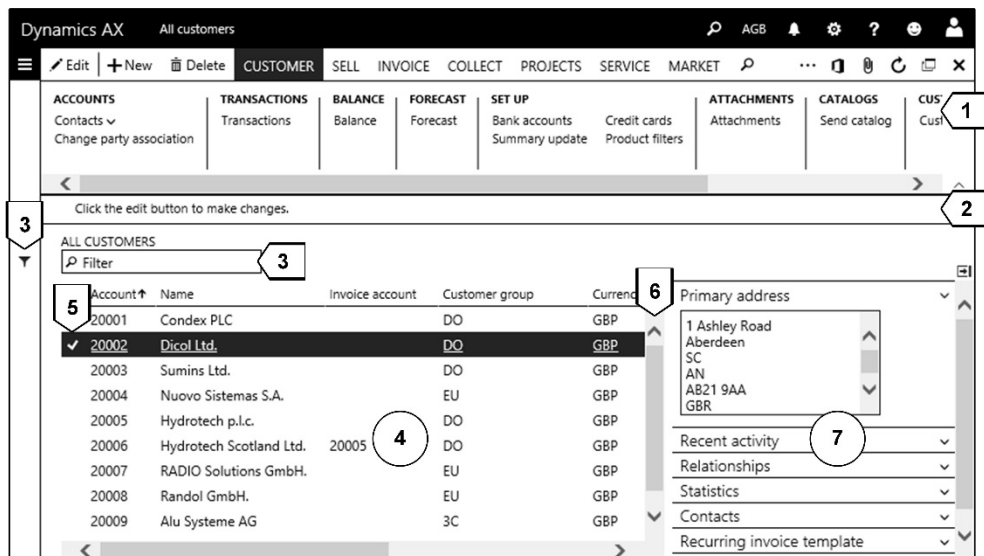 Dynamics AX All customers AGB ?
Edit + New Delete CUSTOMER SELL INVOICE COLLECT PROJECTS SERVICE MARKET ...
ACCOUNTS TRANSACTIONS BALANCE FORECAST SET UP ATTACHMENTS CATALOGS CUS
Contacts Transactions Balance Forecast Bank accounts Credit cards Attachments Send catalog Cust
Change party association Summary update Product filters
1
Click the edit button to make changes.
2
3
ALL CUSTOMERS
Filter
3
Account↑ Name Invoice account Customer group Currenc
5
6
20001 Condex PLC DO GBP
20002 Dicol Ltd. DO GBP
20003 Sumins Ltd. DO GBP
20004 Nuovo Sistemas S.A. EU GBP
20005 Hydrotech p.l.c. DO GBP
20006 Hydrotech Scotland Ltd. 20005 DO GBP
4
20007 RADIO Solutions GmbH. EU GBP
20008 Randol GmbH. EU GBP
20009 Alu Systeme AG 3C GBP
Primary address
1 Ashley Road
Aberdeen
SC
AN
AB21 9AA
GBR
Recent activity
7
Relationships
Statistics
Contacts
Recurring invoice template